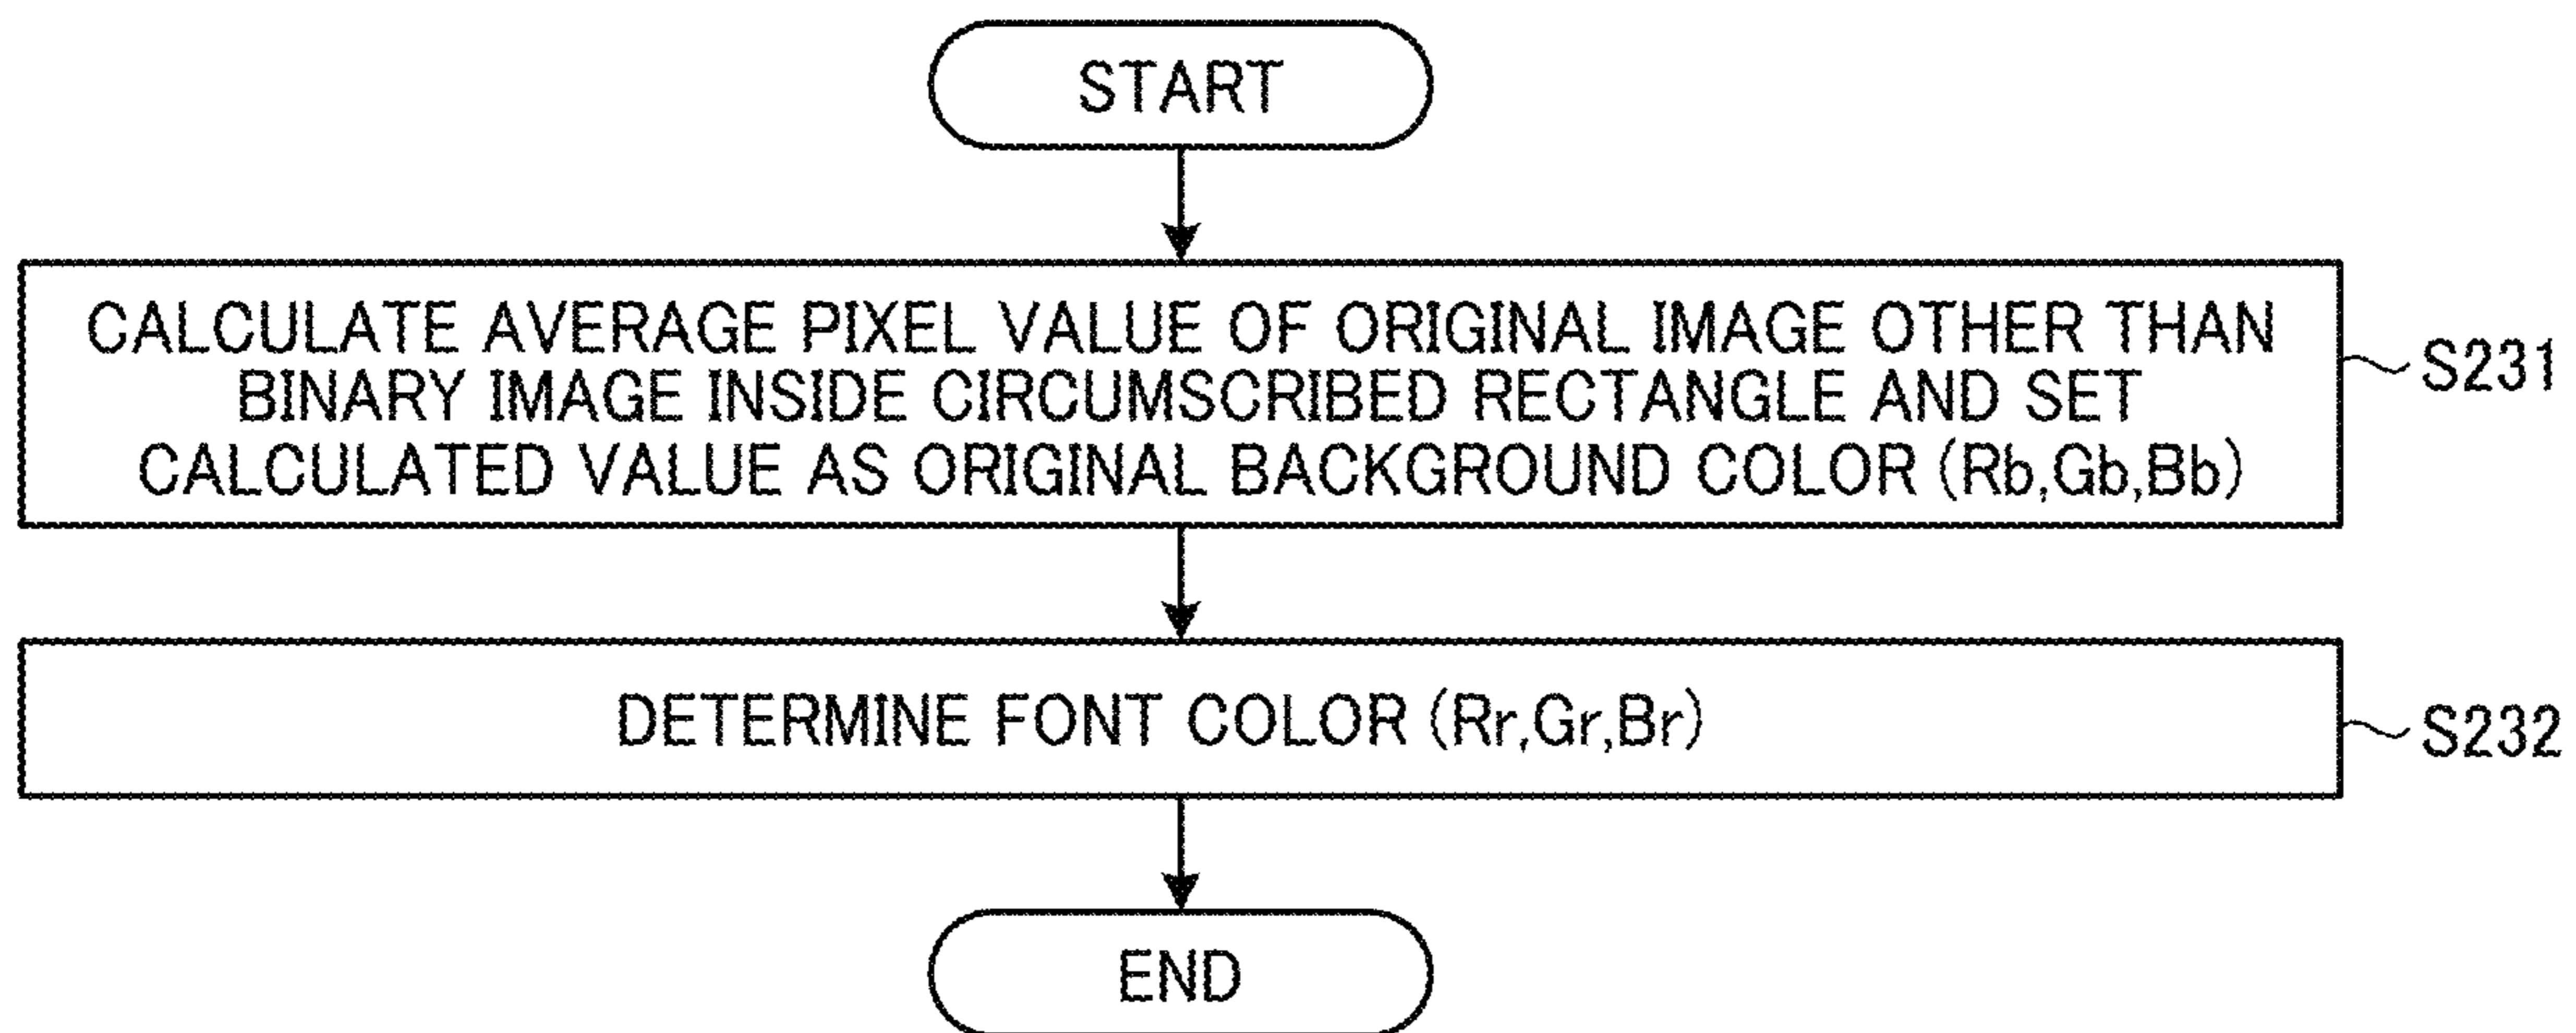 START
CALCULATE AVERAGE PIXEL VALUE OF ORIGINAL IMAGE OTHER THAN
BINARY IMAGE INSIDE CIRCUMSCRIBED RECTANGLE AND SET
CALCULATED VALUE AS ORIGINAL BACKGROUND COLOR (Rb,Gb,Bb)
S231
DETERMINE FONT COLOR (Rr,Gr,Br)
S232
END